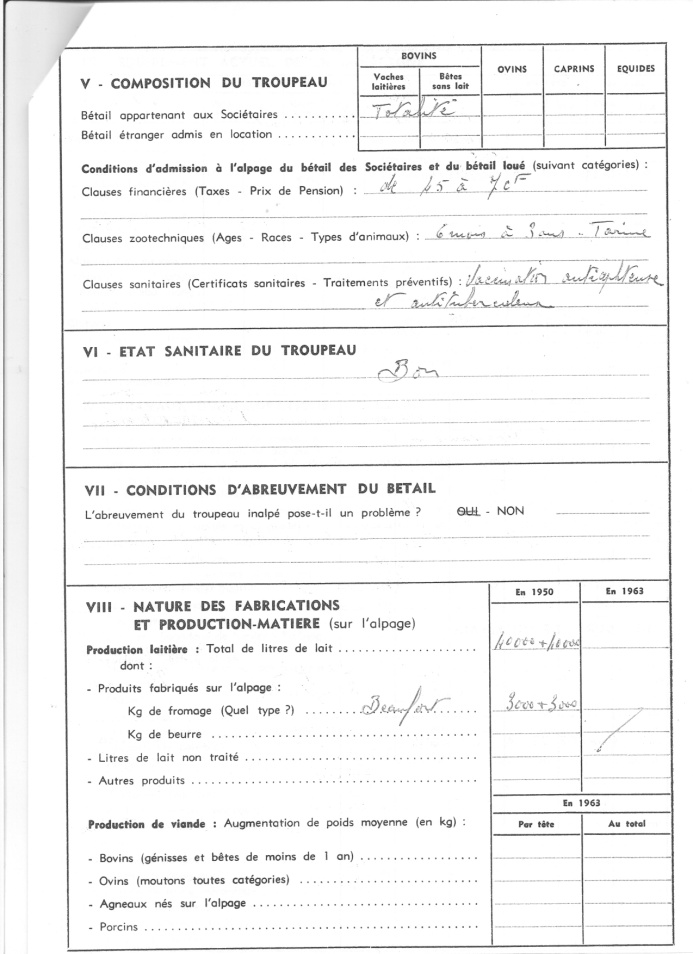 BOVINS
V - COMPOSITION DU TROUPEAU
Vaches laitières
Bêtes sans lait
OVINS
CAPRINS
EQUIDES
Bétail appartenant aux Sociétaires ........... Totalité
Bétail étranger admis en location ............
Conditions d'admission à l'alpage du bétail des Sociétaires et du bétail loué (suivant catégories) :
Clauses financières (Taxes - Prix de Pension) : de 45 à
Clauses zootechniques (Ages - Races - Types d'animaux) : 6 mois à 3 ans - Tarine
Clauses sanitaires (Certificats sanitaires - Traitements préventifs) : Vaccination antiaphteuse
et antituberculeux
VI - ETAT SANITAIRE DU TROUPEAU
Bon
VII - CONDITIONS D'ABREUVEMENT DU BETAIL
L'abreuvement du troupeau inalpé pose-t-il un problème ? OUI - NON
En 1950
En 1963
VIII - NATURE DES FABRICATIONS
ET PRODUCTION-MATIERE (sur l'alpage)
Production laitière : Total de litres de lait .................... 40000 + 40000
dont :
- Produits fabriqués sur l'alpage :
Kg de fromage (Quel type ?) ........ Beaufort ...... 3000 + 3000
Kg de beurre ........................................
- Litres de lait non traité ...................................
- Autres produits ...........................................
En 1963
Production de viande : Augmentation de poids moyenne (en kg) :
Par tête
Au total
- Bovins (génisses et bêtes de moins de 1 an) .................
- Ovins (moutons toutes catégories) ..........................
- Agneaux nés sur l'alpage ..................................
- Porcins .................................................